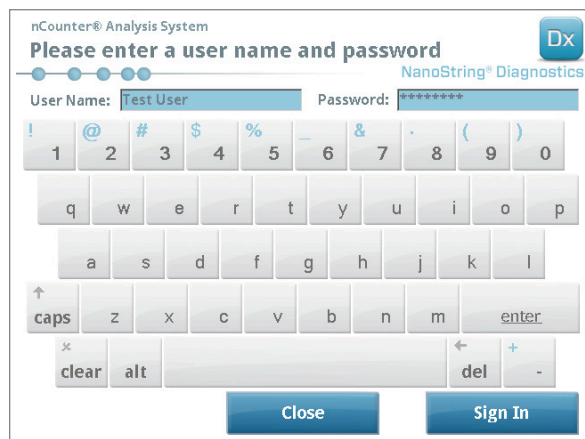 nCounter® Analysis System
Please enter a user name and password
Dx
NanoString® Diagnostics
User Name: Test User Password: ********
! @ # $ % _ & . ( )
1 2 3 4 5 6 7 8 9 0
q w e r t y u i o p
a s d f g h j k l
caps z x c v b n m enter
clear alt del + -
Close Sign In